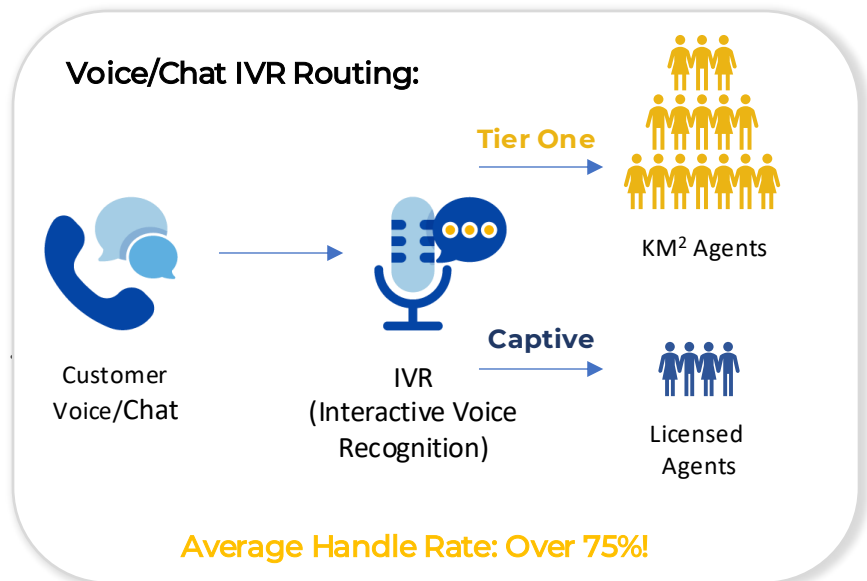 Voice/Chat IVR Routing:
Tier One
KM² Agents
Captive
Customer
Voice/Chat
IVR
(Interactive Voice
Recognition)
Licensed
Agents
Average Handle Rate: Over 75%!